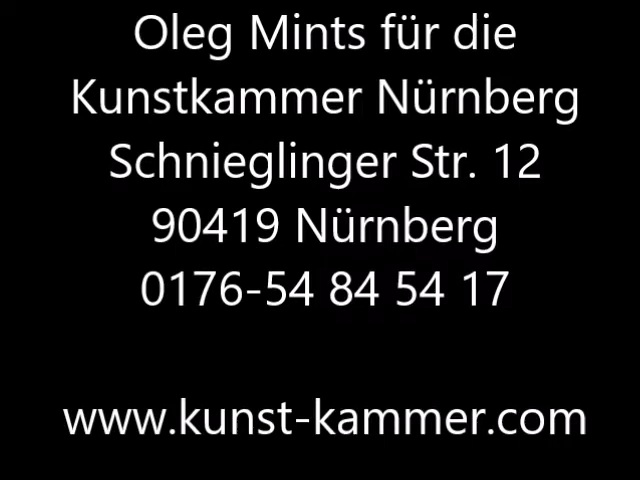 Oleg Mints für die
Kunstkammer Nürnberg
Schnieglinger Str. 12
90419 Nürnberg
0176-54 84 54 17
www.kunst-kammer.com